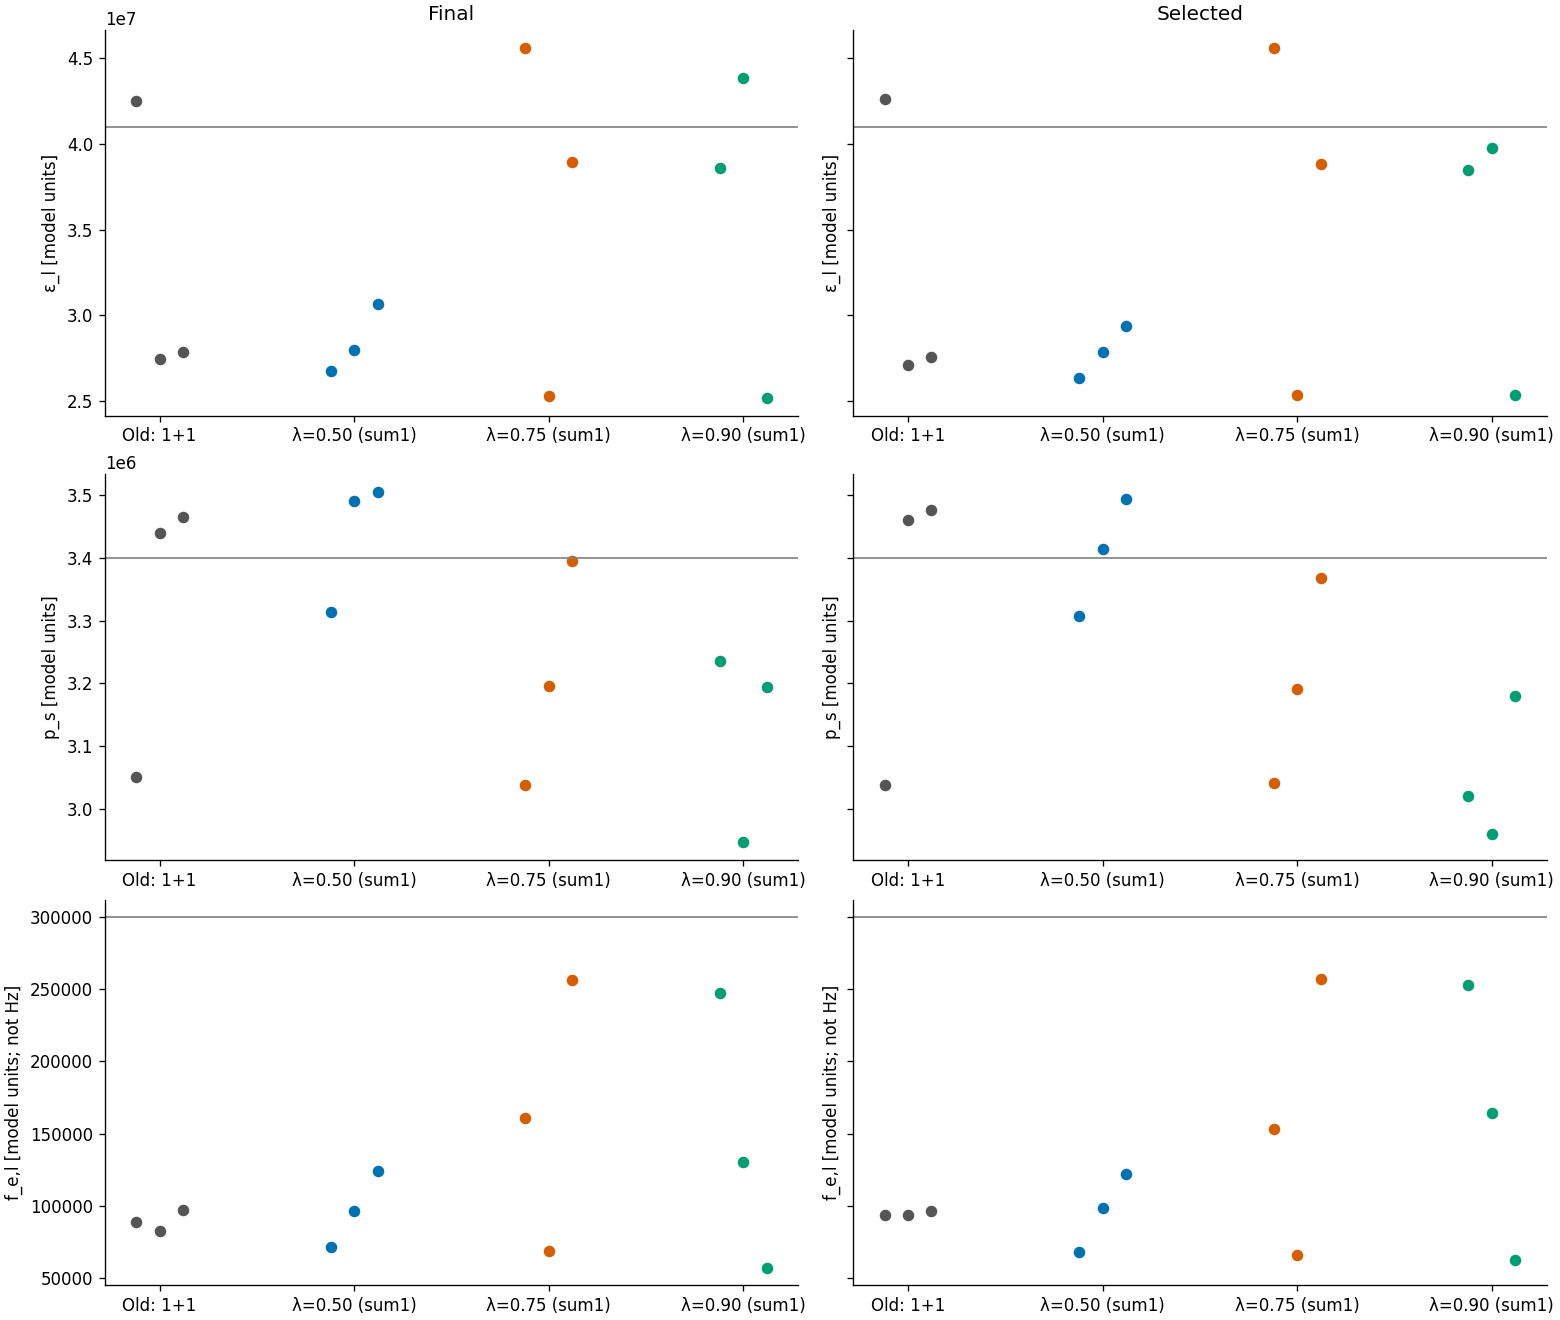 Final
Selected
1e7
4.5
4.0
3.5
3.0
2.5
ε_l [model units]
ε_l [model units]
Old: 1+1 λ=0.50 (sum1) λ=0.75 (sum1) λ=0.90 (sum1)
Old: 1+1 λ=0.50 (sum1) λ=0.75 (sum1) λ=0.90 (sum1)
1e6
3.5
3.4
3.3
3.2
3.1
3.0
p_s [model units]
p_s [model units]
Old: 1+1 λ=0.50 (sum1) λ=0.75 (sum1) λ=0.90 (sum1)
Old: 1+1 λ=0.50 (sum1) λ=0.75 (sum1) λ=0.90 (sum1)
300000
250000
200000
150000
100000
50000
f_e,l [model units; not Hz]
f_e,l [model units; not Hz]
Old: 1+1 λ=0.50 (sum1) λ=0.75 (sum1) λ=0.90 (sum1)
Old: 1+1 λ=0.50 (sum1) λ=0.75 (sum1) λ=0.90 (sum1)